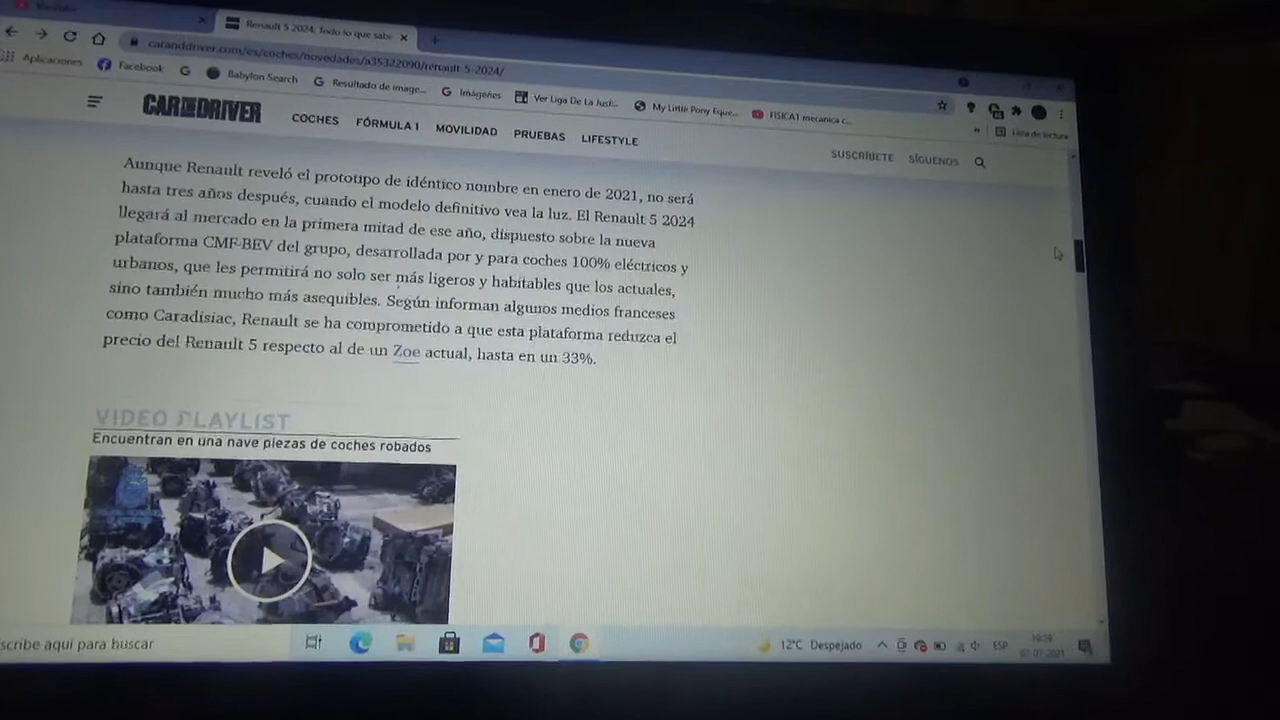 Youtube
Renault 5 2024: Todo lo que sabe
caranddriver.com/es/coches/novedades/a35322090/renault-5-2024/
Aplicaciones Facebook Babylon Search Resultado de image... Imágenes Ver Liga De La Justi... My Little Pony Eque... FISICA1 mecanica c...
Lista de lectura
CAR AND DRIVER COCHES FÓRMULA 1 MOVILIDAD PRUEBAS LIFESTYLE
SUSCRÍBETE SÍGUENOS
Aunque Renault reveló el prototipo de idéntico nombre en enero de 2021, no será
hasta tres años después, cuando el modelo definitivo vea la luz. El Renault 5 2024
llegará al mercado en la primera mitad de ese año, dispuesto sobre la nueva
plataforma CMF-BEV del grupo, desarrollada por y para coches 100% eléctricos y
urbanos, que les permitirá no solo ser más ligeros y habitables que los actuales,
sino también mucho más asequibles. Según informan algunos medios franceses
como Caradisiac, Renault se ha comprometido a que esta plataforma reduzca el
precio del Renault 5 respecto al de un Zoe actual, hasta en un 33%.
VIDEO PLAYLIST
Encuentran en una nave piezas de coches robados
scribe aquí para buscar
12°C Despejado
ESP
07-07-2021